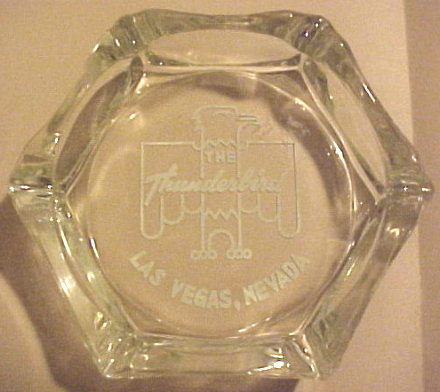 THE
Thunderbird
LAS VEGAS, NEVADA